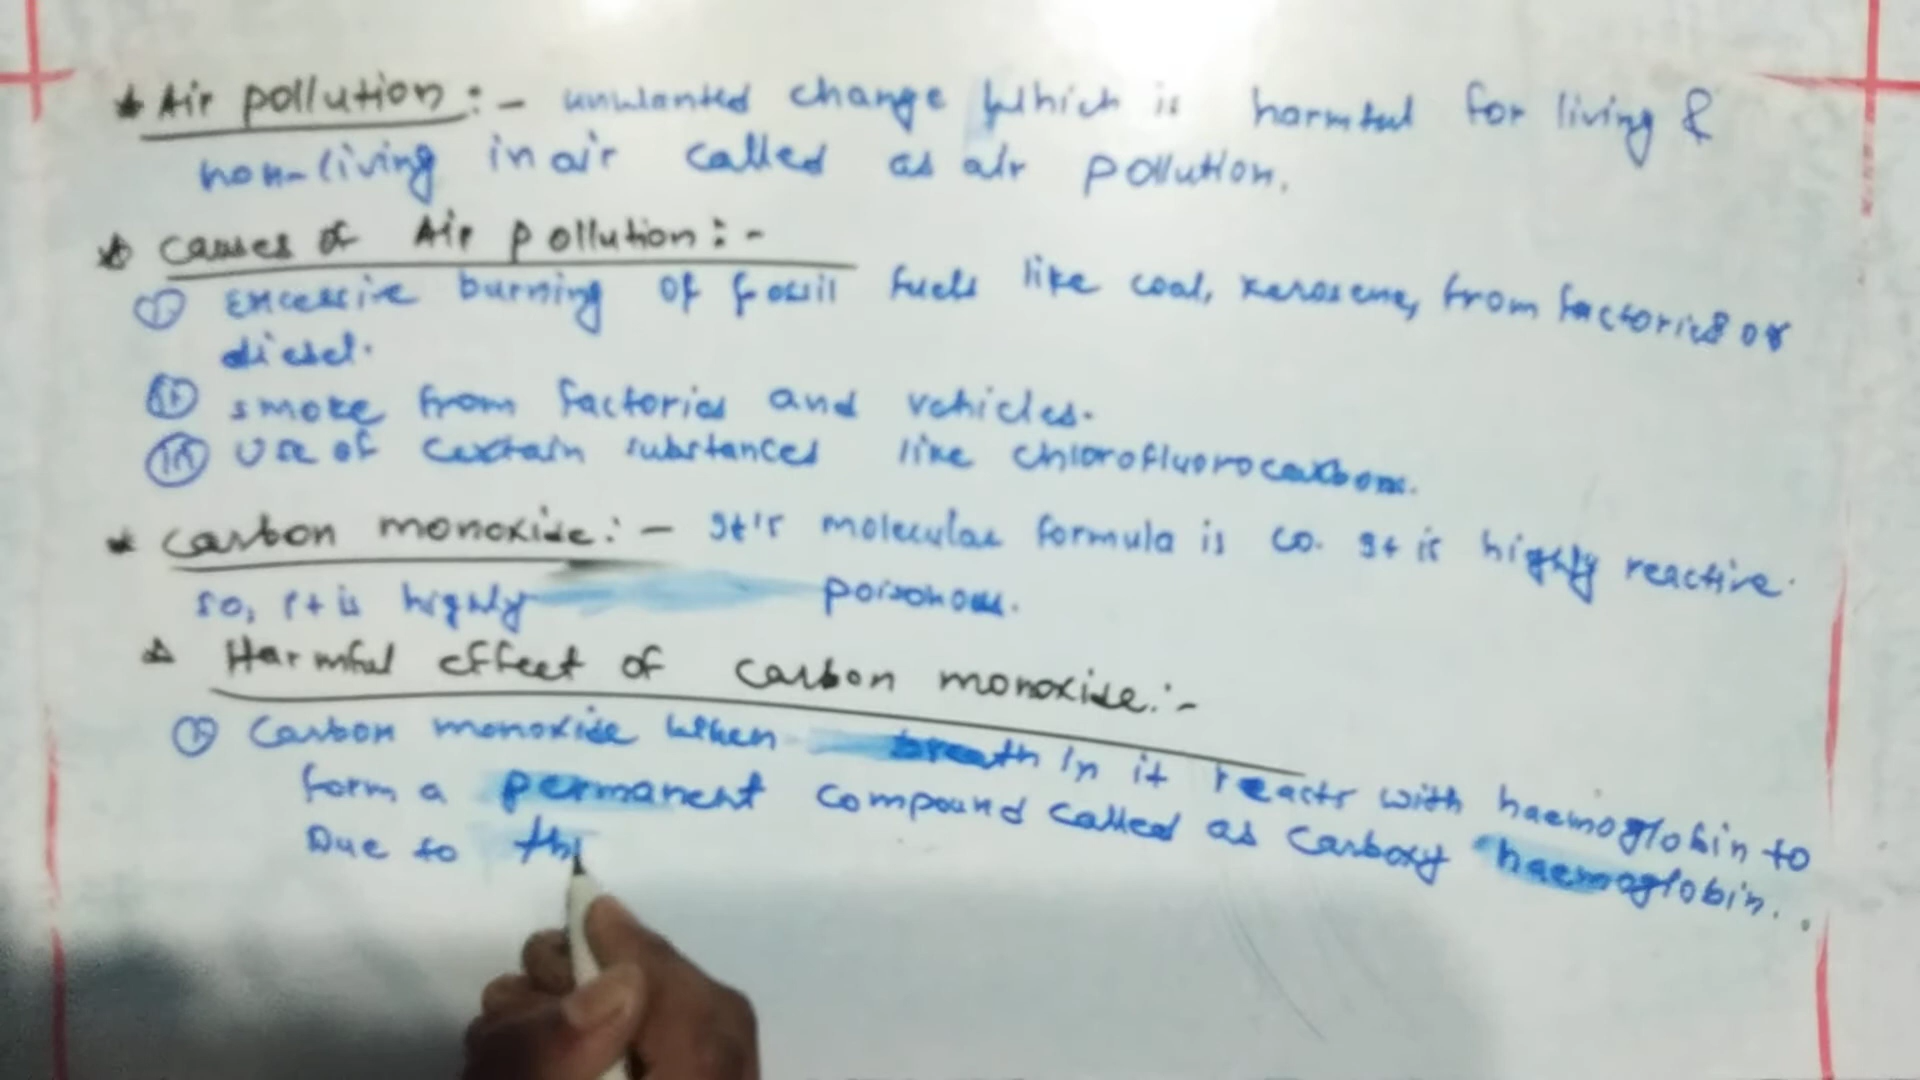 * Air pollution :- unwanted change which is harmful for living &
non-living in air called as air pollution.
* Causes of Air pollution :-
(i) Excessive burning of fossil fuels like coal, kerosene, from factories or
diesel.
(ii) smoke from factories and vehicles.
(iii) Use of certain substances like chlorofluorocarbons.
* Carbon monoxide :- It's molecular formula is co. It is highly reactive.
so, it is highly poisonous.
Harmful effect of carbon monoxide :-
(i) Carbon monoxide when breath in it reacts with haemoglobin to
form a permanent compound called as carboxy haemoglobin..
Due to thi